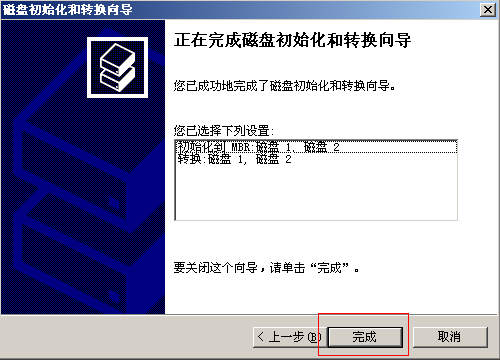 磁盘初始化和转换向导
正在完成磁盘初始化和转换向导
您已成功地完成了磁盘初始化和转换向导。
您已选择下列设置:
初始化到 MBR:磁盘 1, 磁盘 2
转换:磁盘 1, 磁盘 2
要关闭这个向导,请单击“完成”。
< 上一步(B) 完成 取消